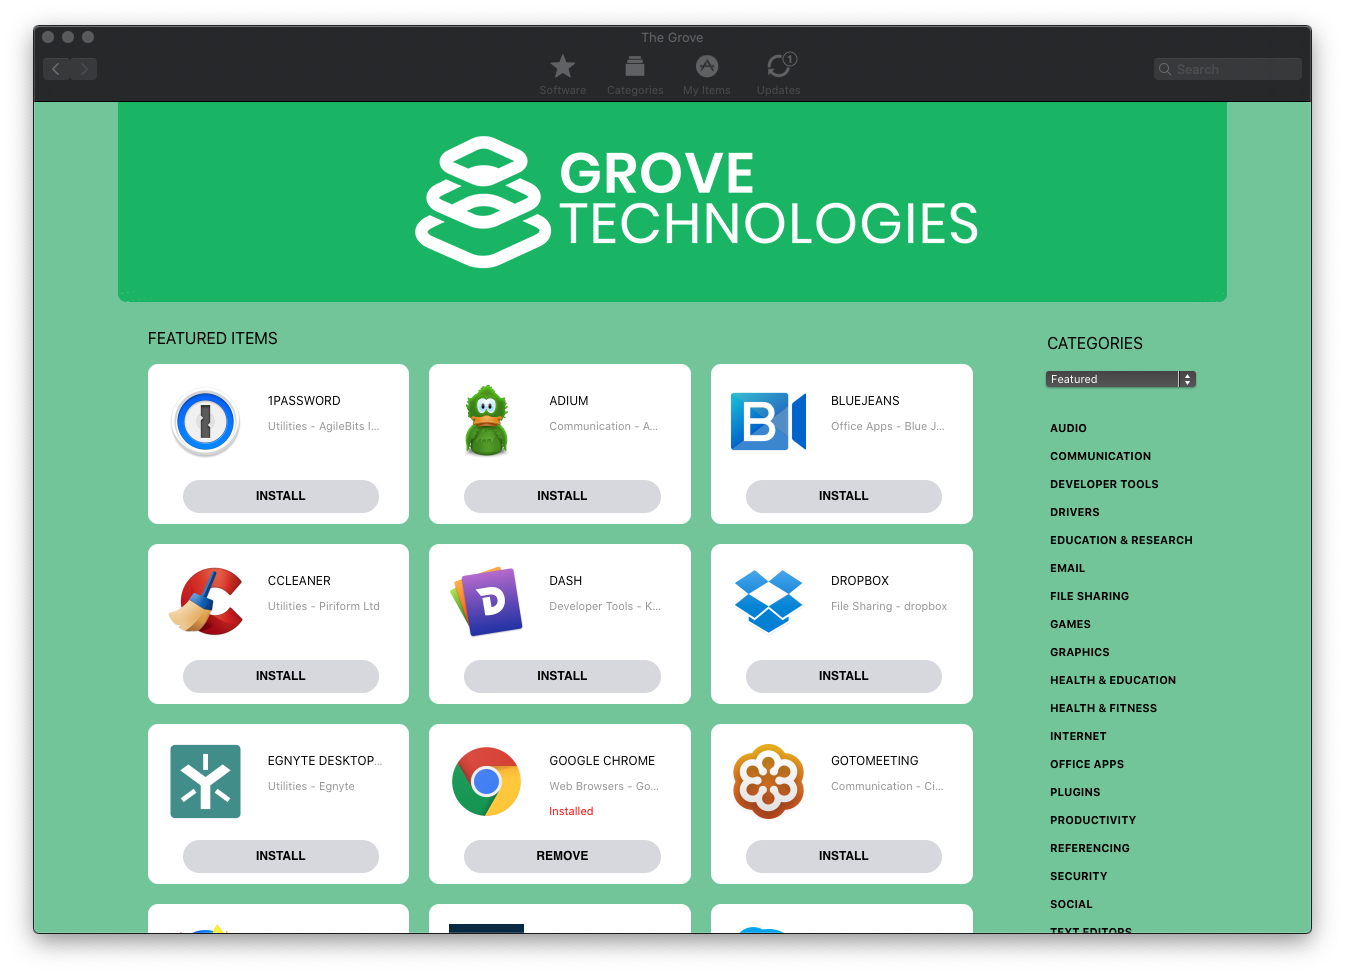 The Grove
Software
Categories
My Items
1
Updates
Search
GROVE
TECHNOLOGIES
FEATURED ITEMS
1PASSWORD
Utilities - AgileBits I...
INSTALL
ADIUM
Communication - A...
INSTALL
B
BLUEJEANS
Office Apps - Blue J...
INSTALL
CCLEANER
Utilities - Piriform Ltd
INSTALL
D
DASH
Developer Tools - K...
INSTALL
DROPBOX
File Sharing - dropbox
INSTALL
EGNYTE DESKTOP...
Utilities - Egnyte
INSTALL
GOOGLE CHROME
Web Browsers - Go...
Installed
REMOVE
GOTOMEETING
Communication - Ci...
INSTALL
CATEGORIES
Featured
AUDIO
COMMUNICATION
DEVELOPER TOOLS
DRIVERS
EDUCATION & RESEARCH
EMAIL
FILE SHARING
GAMES
GRAPHICS
HEALTH & EDUCATION
HEALTH & FITNESS
INTERNET
OFFICE APPS
PLUGINS
PRODUCTIVITY
REFERENCING
SECURITY
SOCIAL
TEXT EDITORS